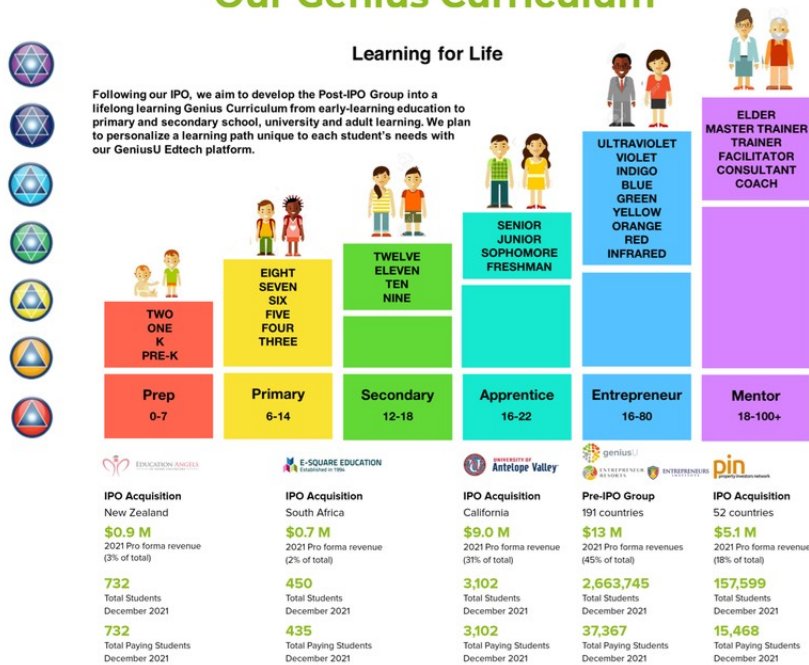 Our Genius Curriculum
Learning for Life
Following our IPO, we aim to develop the Post-IPO Group into a
lifelong learning Genius Curriculum from early-learning education to
primary and secondary school, university and adult learning. We plan
to personalize a learning path unique to each student's needs with
our GeniusU Edtech platform.
TWO
ONE
K
PRE-K
EIGHT
SEVEN
SIX
FIVE
FOUR
THREE
TWELVE
ELEVEN
TEN
NINE
SENIOR
JUNIOR
SOPHOMORE
FRESHMAN
ULTRAVIOLET
VIOLET
INDIGO
BLUE
GREEN
YELLOW
ORANGE
RED
INFRARED
ELDER
MASTER TRAINER
TRAINER
FACILITATOR
CONSULTANT
COACH
Prep
0-7
Primary
6-14
Secondary
12-18
Apprentice
16-22
Entrepreneur
16-80
Mentor
18-100+
EDUCATION ANGELS
IPO Acquisition
New Zealand
$0.9 M
2021 Pro forma revenue
(3% of total)
732
Total Students
December 2021
732
Total Paying Students
December 2021
E-SQUARE EDUCATION
Established in 1994
IPO Acquisition
South Africa
$0.7 M
2021 Pro forma revenue
(2% of total)
450
Total Students
December 2021
435
Total Paying Students
December 2021
UNIVERSITY OF
Antelope Valley
IPO Acquisition
California
$9.0 M
2021 Pro forma revenue
(31% of total)
3,102
Total Students
December 2021
3,102
Total Paying Students
December 2021
geniusU
ENTREPRENEUR
RESORTS
ENTREPRENEURS
INSTITUTE
Pre-IPO Group
191 countries
$13 M
2021 Pro forma revenues
(45% of total)
2,663,745
Total Students
December 2021
37,367
Total Paying Students
December 2021
pin
property investors network
IPO Acquisition
52 countries
$5.1 M
2021 Pro forma revenue
(18% of total)
157,599
Total Students
December 2021
15,468
Total Paying Students
December 2021